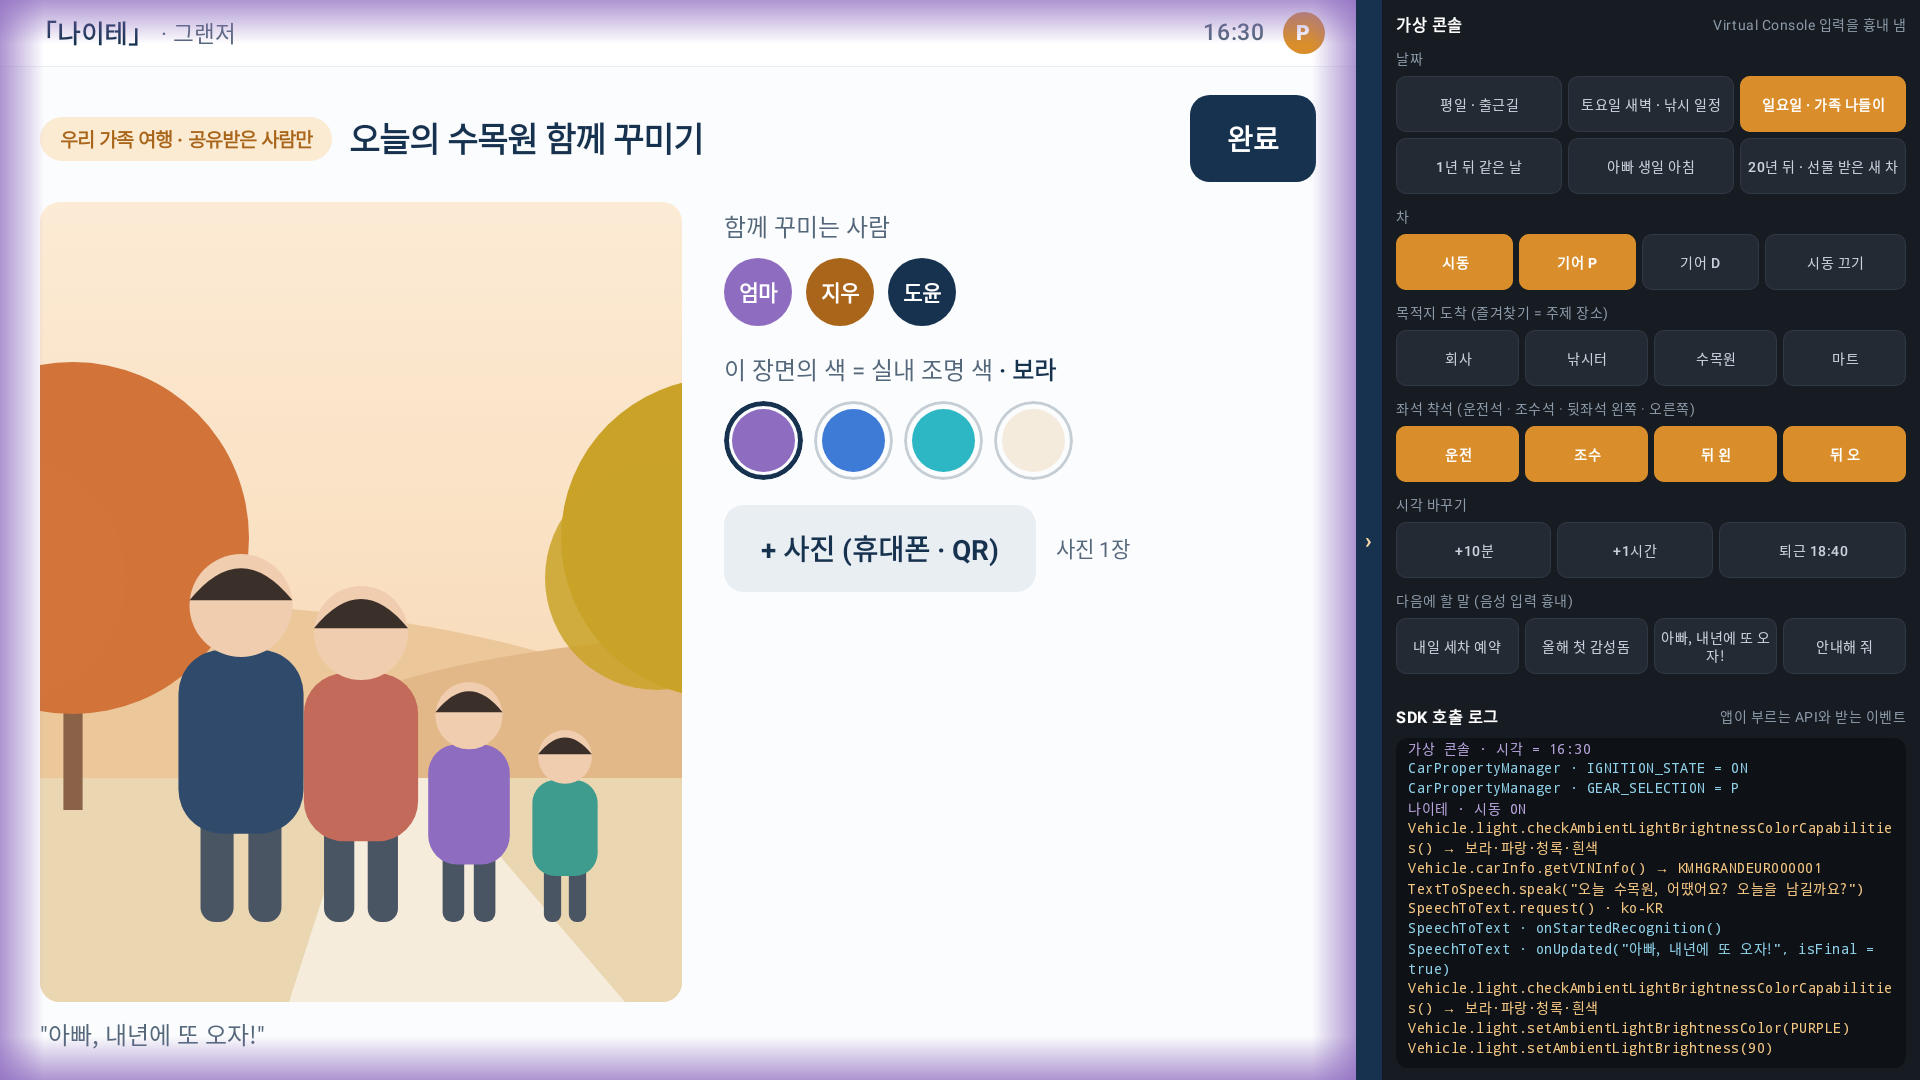 「나이테」 · 그랜저
16:30
P
우리 가족 여행 · 공유받은 사람만
오늘의 수목원 함께 꾸미기
완료
함께 꾸미는 사람
엄마
지우
도윤
이 장면의 색 = 실내 조명 색 · 보라
+ 사진 (휴대폰 · QR)
사진 1장
"아빠, 내년에 또 오자!"
›
가상 콘솔
Virtual Console 입력을 흉내 냄
날짜
평일 · 출근길
토요일 새벽 · 낚시 일정
일요일 · 가족 나들이
1년 뒤 같은 날
아빠 생일 아침
20년 뒤 · 선물 받은 새 차
차
시동
기어 P
기어 D
시동 끄기
목적지 도착 (즐겨찾기 = 주제 장소)
회사
낚시터
수목원
마트
좌석 착석 (운전석 · 조수석 · 뒷좌석 왼쪽 · 오른쪽)
운전
조수
뒤 왼
뒤 오
시각 바꾸기
+10분
+1시간
퇴근 18:40
다음에 할 말 (음성 입력 흉내)
내일 세차 예약
올해 첫 감성돔
아빠, 내년에 또 오
자!
안내해 줘
SDK 호출 로그
앱이 부르는 API와 받는 이벤트
가상 콘솔 · 시각 = 16:30
CarPropertyManager · IGNITION_STATE = ON
CarPropertyManager · GEAR_SELECTION = P
나이테 · 시동 ON
Vehicle.light.checkAmbientLightBrightnessColorCapabilitie
s() → 보라·파랑·청록·흰색
Vehicle.carInfo.getVINInfo() → KMHGRANDEUR000001
TextToSpeech.speak("오늘 수목원, 어땠어요? 오늘을 남길까요?")
SpeechToText.request() · ko-KR
SpeechToText · onStartedRecognition()
SpeechToText · onUpdated("아빠, 내년에 또 오자!", isFinal =
true)
Vehicle.light.checkAmbientLightBrightnessColorCapabilitie
s() → 보라·파랑·청록·흰색
Vehicle.light.setAmbientLightBrightnessColor(PURPLE)
Vehicle.light.setAmbientLightBrightness(90)